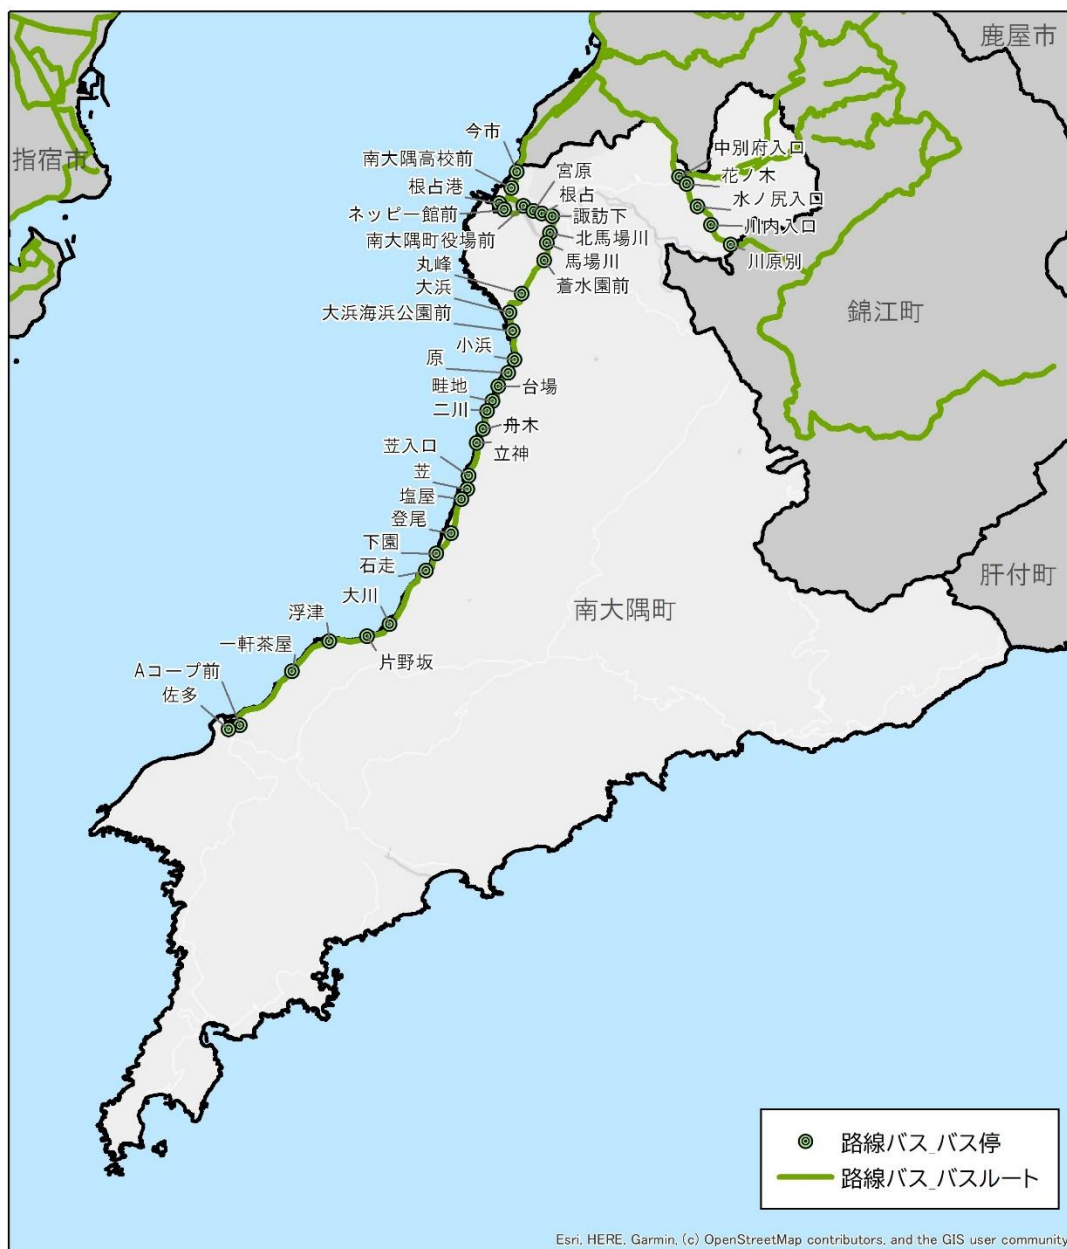 鹿屋市
今市
指宿市
南大隅高校前
中別府入口
宮原
花ノ木
根占港
根占
水ノ尻入口
ネッピー館前
諏訪下
川内入口
南大隅町役場前
北馬場川
川原別
馬場川
丸峰
蒼水園前
大浜
大浜海浜公園前
錦江町
小浜
原
台場
畦地
二川
舟木
笠入口
立神
笠
塩屋
登尾
下園
石走
肝付町
大川
南大隅町
浮津
一軒茶屋
片野坂
Aコープ前
佐多
路線バス_バス停
路線バス_バスルート
Esri, HERE, Garmin, (c) OpenStreetMap contributors, and the GIS user community